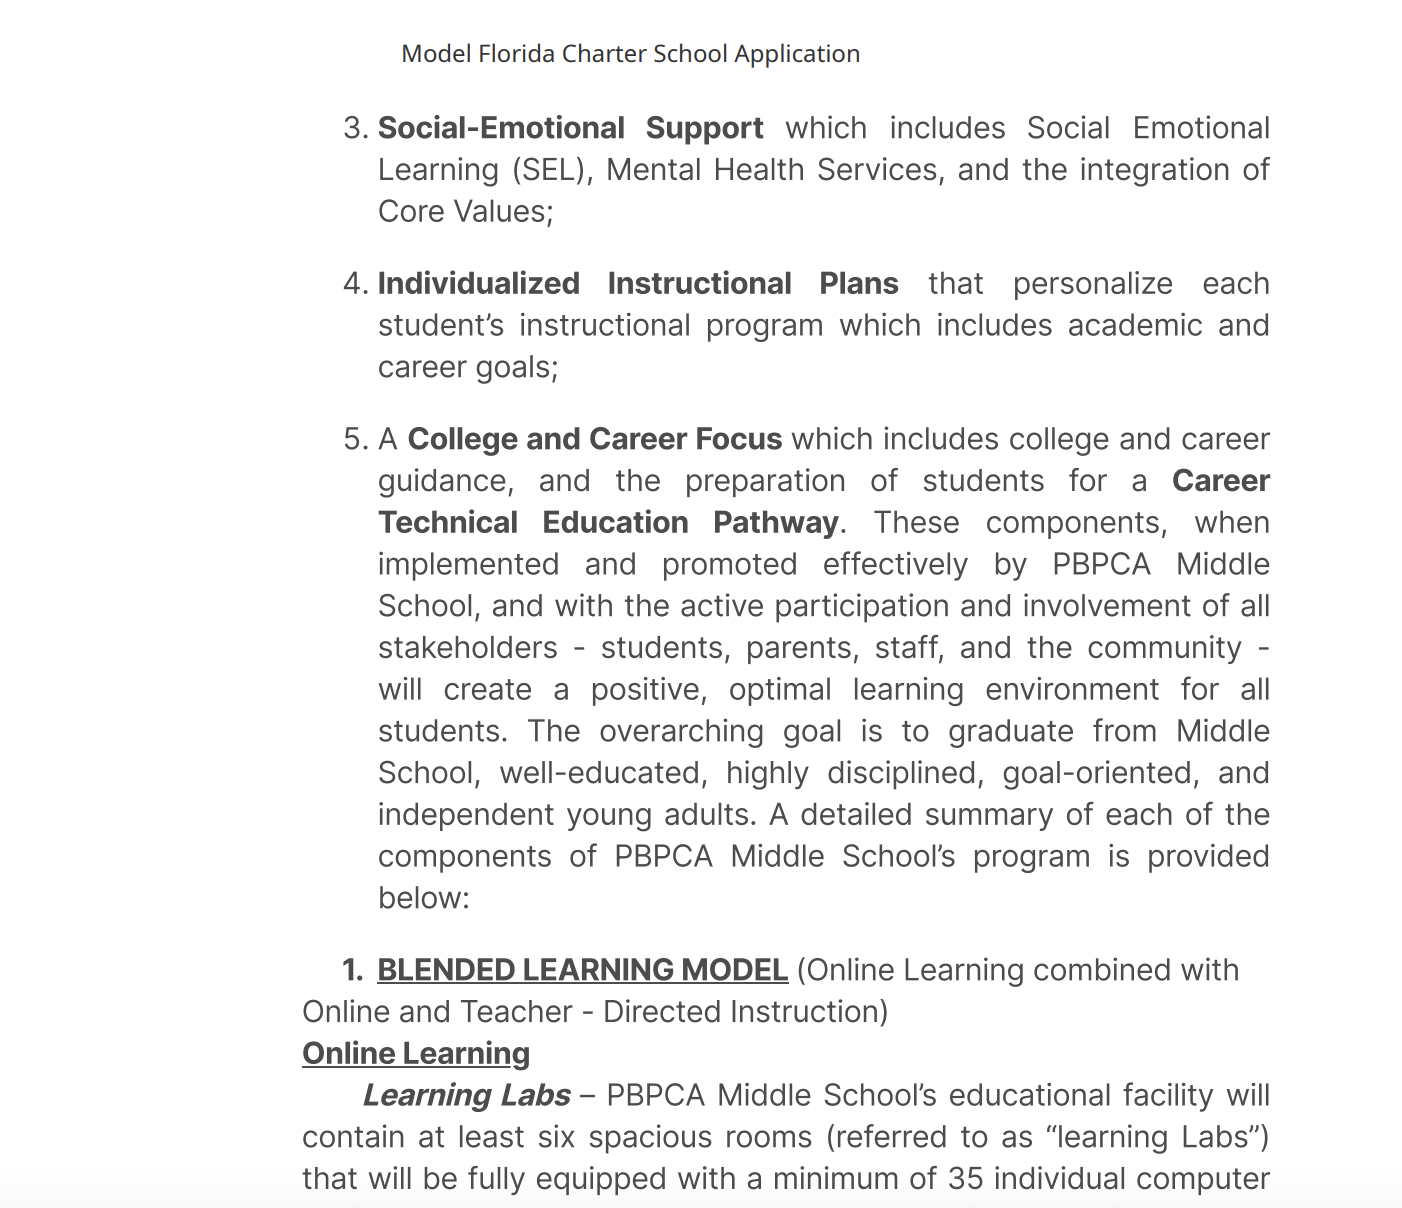 Model Florida Charter School Application
3. Social-Emotional Support which includes Social Emotional
Learning (SEL), Mental Health Services, and the integration of
Core Values;
4. Individualized Instructional Plans that personalize each
student’s instructional program which includes academic and
career goals;
5. A College and Career Focus which includes college and career
guidance, and the preparation of students for a Career
Technical Education Pathway. These components, when
implemented and promoted effectively by PBPCA Middle
School, and with the active participation and involvement of all
stakeholders - students, parents, staff, and the community -
will create a positive, optimal learning environment for all
students. The overarching goal is to graduate from Middle
School, well-educated, highly disciplined, goal-oriented, and
independent young adults. A detailed summary of each of the
components of PBPCA Middle School’s program is provided
below:
1. BLENDED LEARNING MODEL (Online Learning combined with
Online and Teacher - Directed Instruction)
Online Learning
Learning Labs – PBPCA Middle School’s educational facility will
contain at least six spacious rooms (referred to as “learning Labs”)
that will be fully equipped with a minimum of 35 individual computer